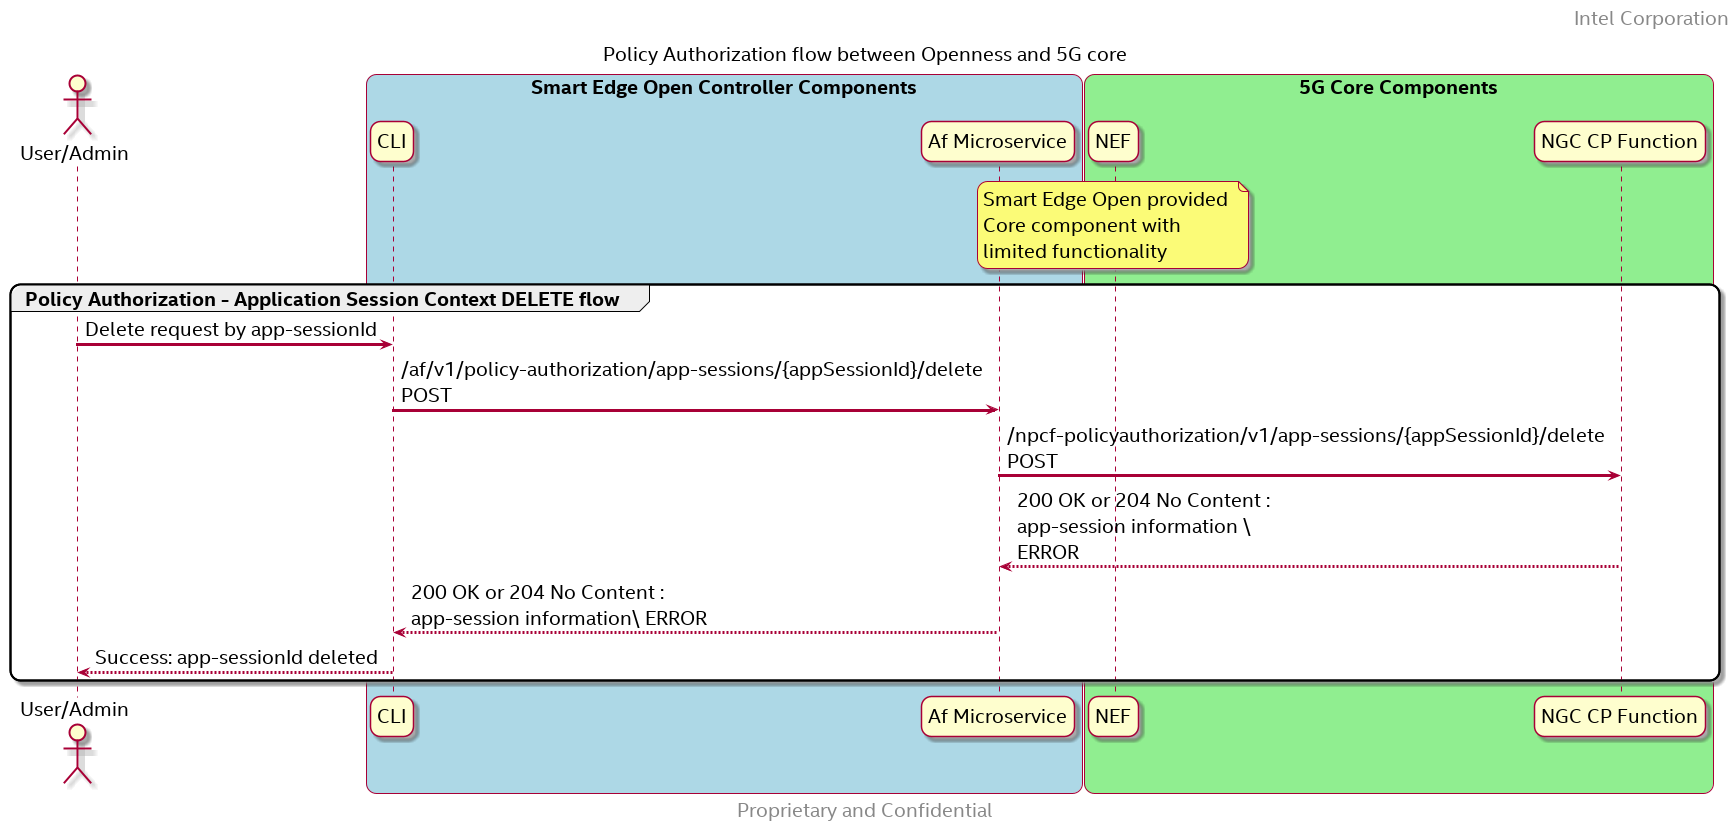 Intel Corporation
Policy Authorization flow between Openness and 5G core
Smart Edge Open Controller Components
5G Core Components
User/Admin
CLI
Af Microservice
NEF
NGC CP Function
Smart Edge Open provided
Core component with
limited functionality
Policy Authorization - Application Session Context DELETE flow
Delete request by app-sessionId
/af/v1/policy-authorization/app-sessions/{appSessionId}/delete
POST
/npcf-policyauthorization/v1/app-sessions/{appSessionId}/delete
POST
200 OK or 204 No Content :
app-session information \
ERROR
200 OK or 204 No Content :
app-session information\ ERROR
Success: app-sessionId deleted
User/Admin
CLI
Af Microservice
NEF
NGC CP Function
Proprietary and Confidential